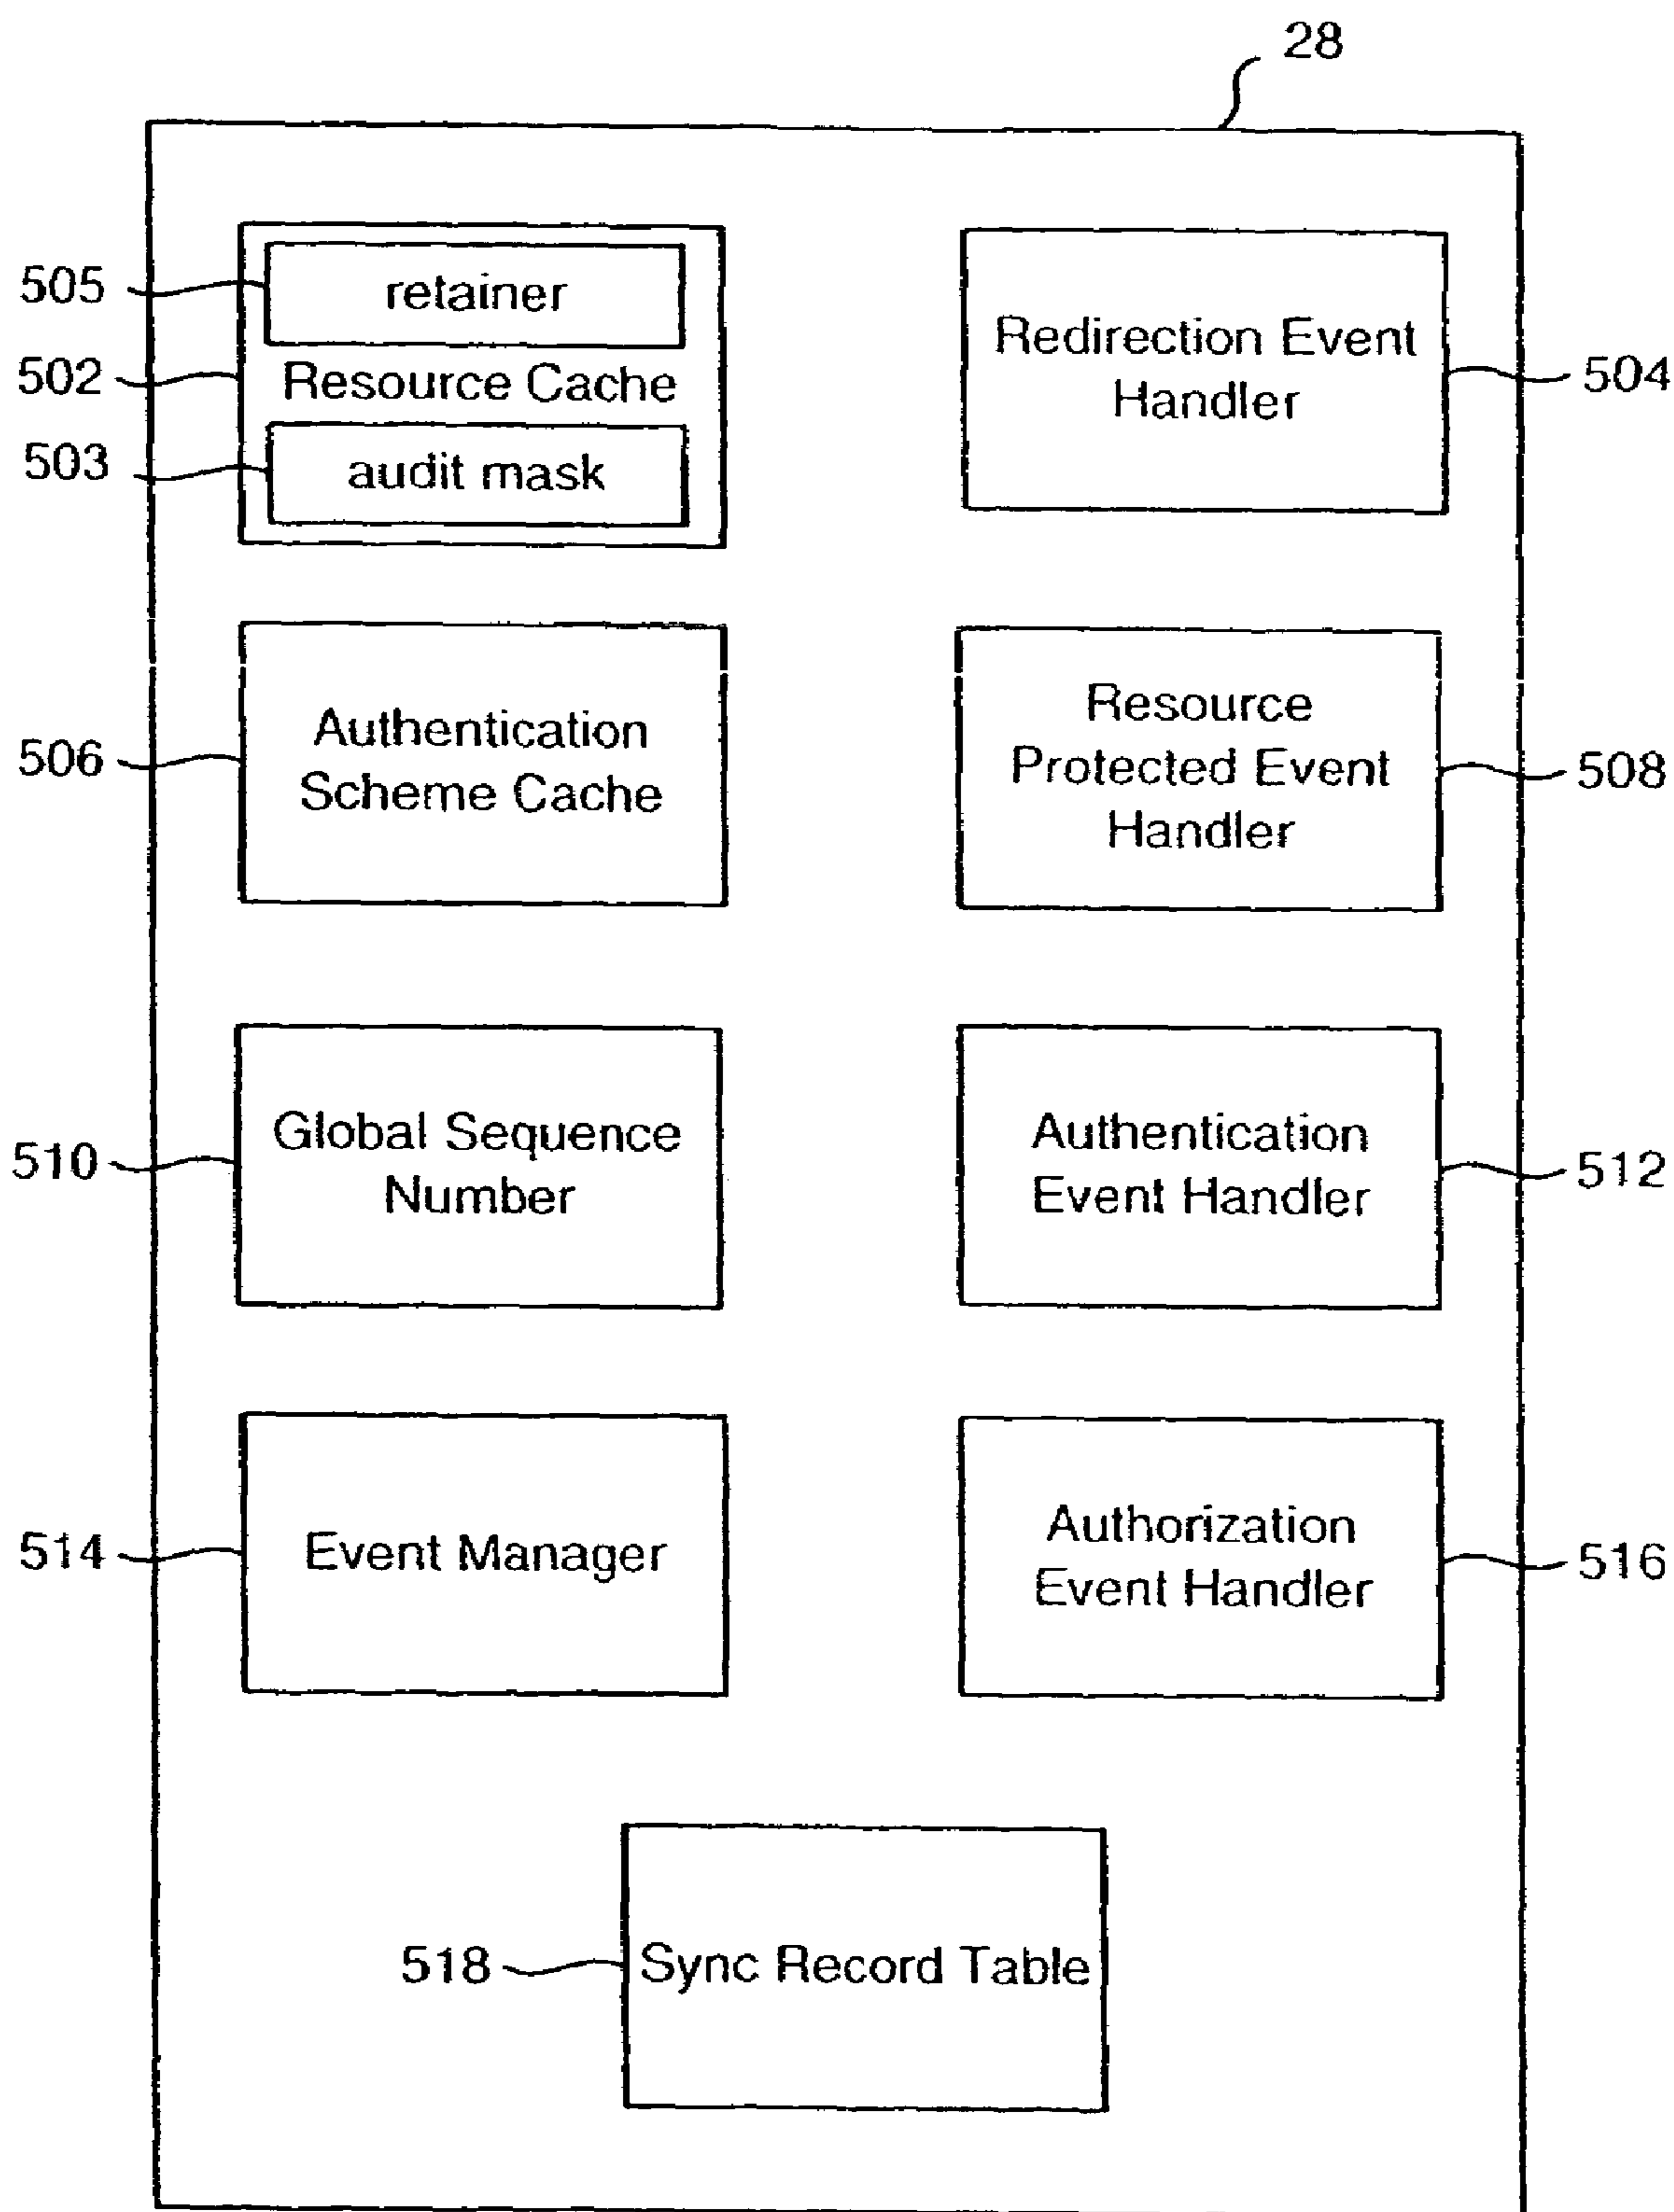 28
505
retainer
502
Resource Cache
503
audit mask
Redirection Event
Handler
504
506
Authentication
Scheme Cache
Resource
Protected Event
Handler
508
510
Global Sequence
Number
Authentication
Event Handler
512
514
Event Manager
Authorization
Event Handler
516
518
Sync Record Table